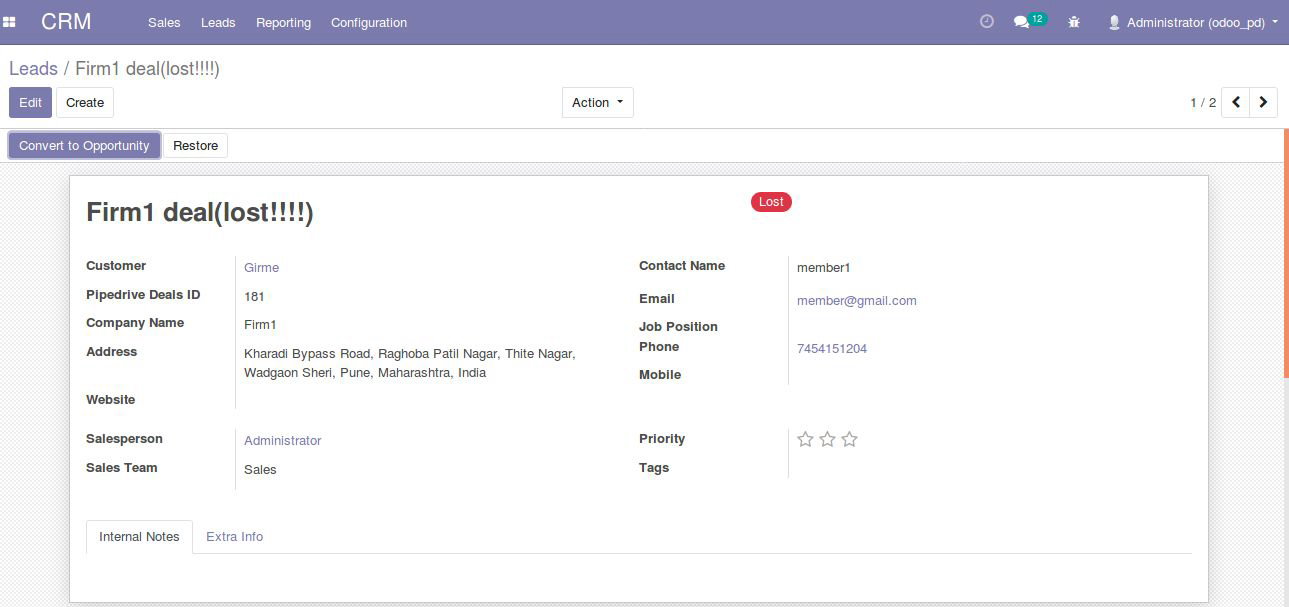 CRM Sales Leads Reporting Configuration 12 Administrator (odoo_pd)
Leads / Firm1 deal(lost!!!!)
Edit Create Action 1 / 2
Convert to Opportunity Restore
Firm1 deal(lost!!!!) Lost
Customer Girme Contact Name member1
Pipedrive Deals ID 181 Email member@gmail.com
Company Name Firm1 Job Position
Address Kharadi Bypass Road, Raghoba Patil Nagar, Thite Nagar, Phone 7454151204
Wadgaon Sheri, Pune, Maharashtra, India Mobile
Website
Salesperson Administrator Priority
Sales Team Sales Tags
Internal Notes Extra Info